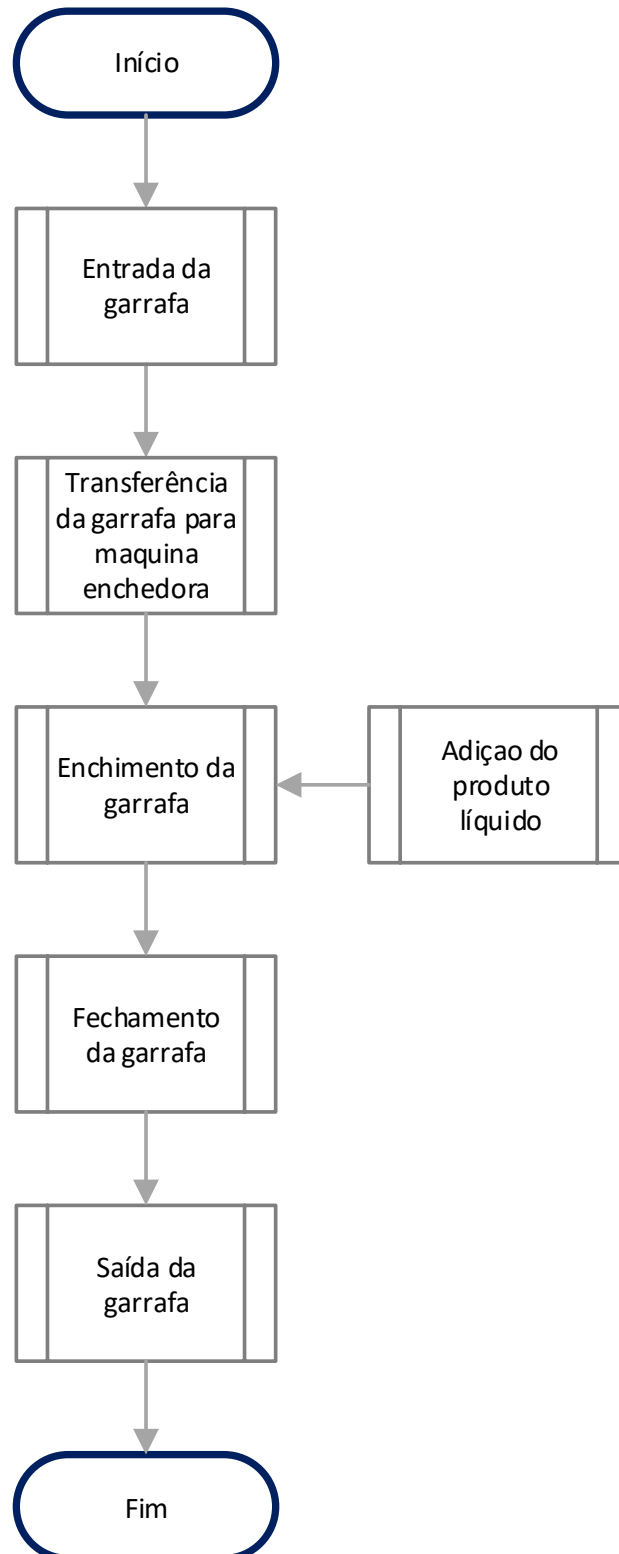 Início
Entrada da
garrafa
Transferência
da garrafa para
maquina
enchedora
Enchimento da
garrafa
Adiçao do
produto
líquido
Fechamento
da garrafa
Saída da
garrafa
Fim